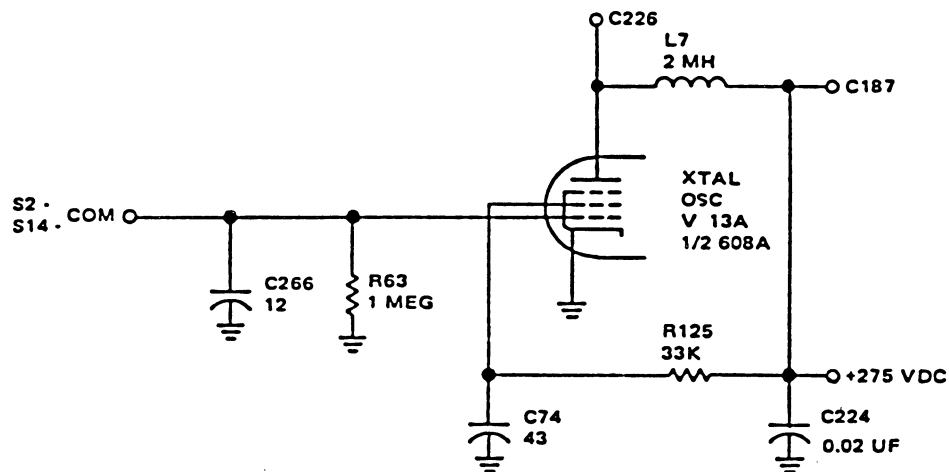 C226
L7
2 MH
C187
XTAL
OSC
V 13A
1/2 608A
S2 -
S14 -
COM
C266
12
R63
1 MEG
R125
33K
+275 VDC
C74
43
C224
0.02 UF